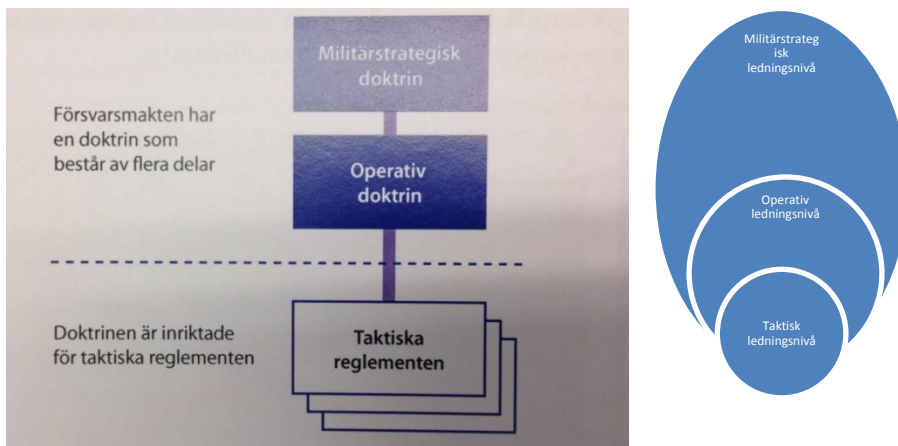 Militärstrategisk
doktrin
Försvarsmakten har
en doktrin som
består av flera delar
Operativ
doktrin
Doktrinen är inriktade
för taktiska reglementen
Taktiska
reglementen
Militärstrateg
isk
ledningsnivå
Operativ
ledningsnivå
Taktisk
ledningsnivå